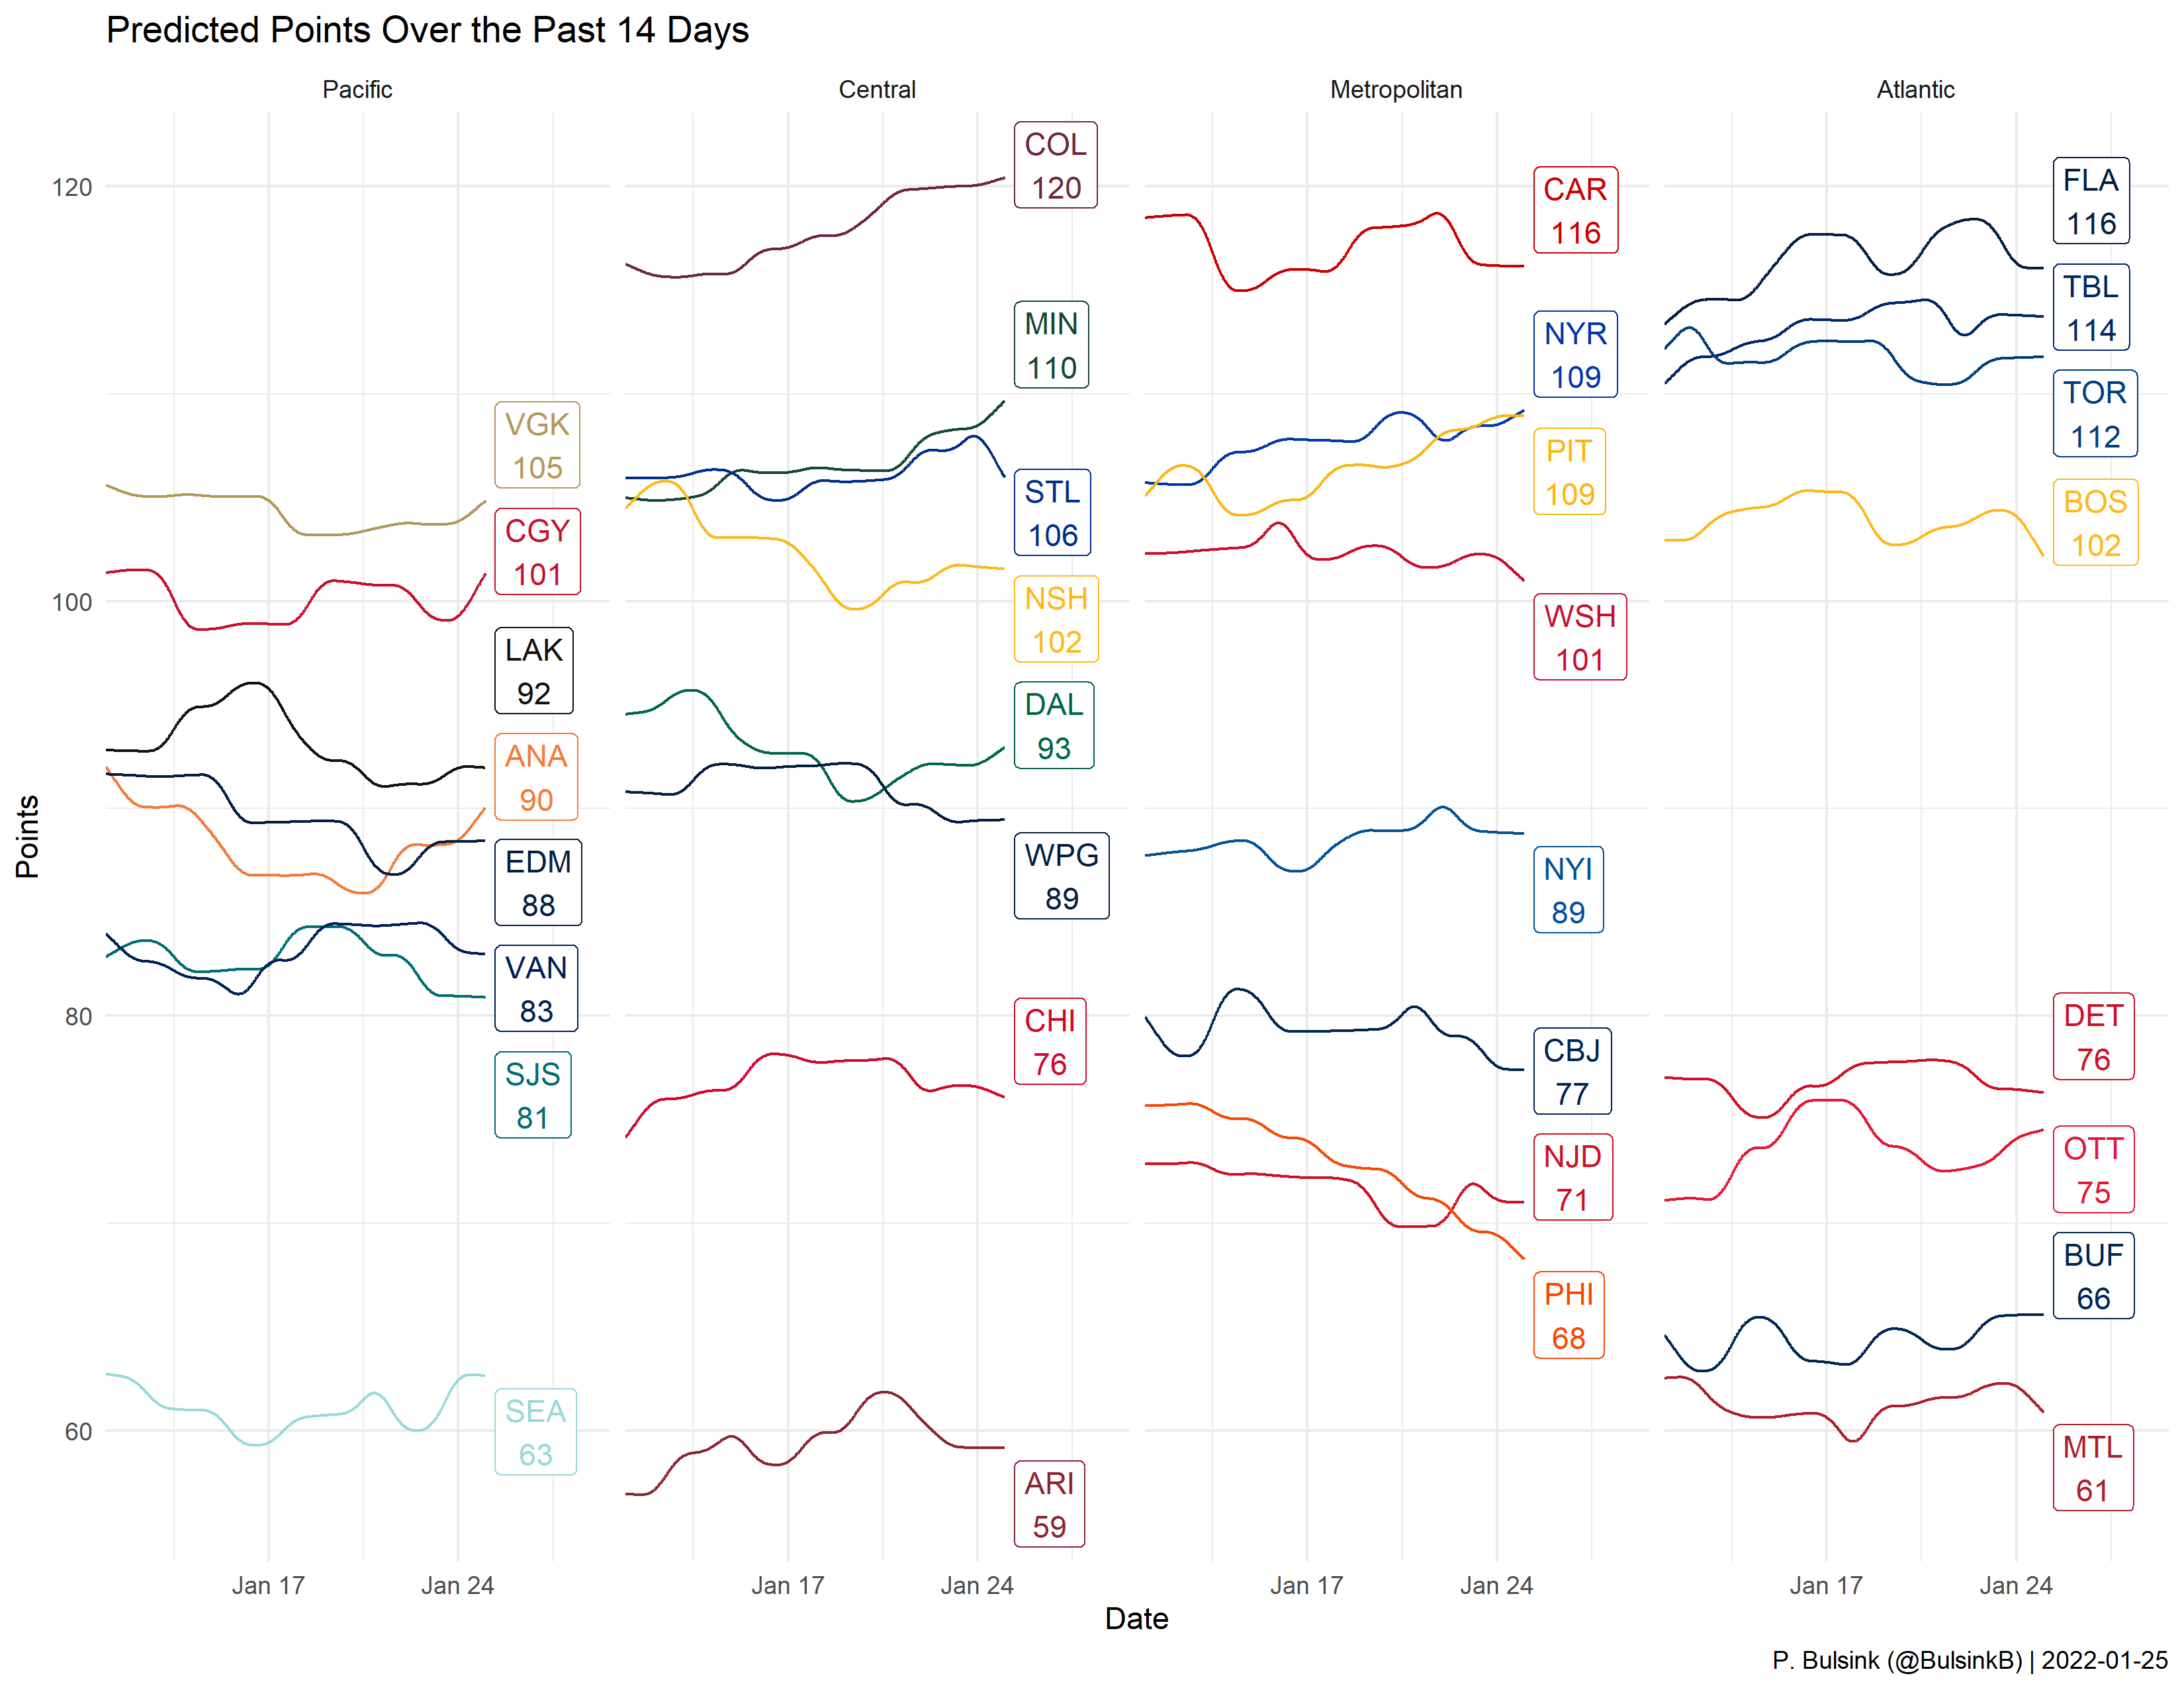 Predicted Points Over the Past 14 Days
Pacific
Central
Metropolitan
Atlantic
Points
120
100
80
60
VGK
105
CGY
101
LAK
92
ANA
90
EDM
88
VAN
83
SJS
81
SEA
63
COL
120
MIN
110
STL
106
NSH
102
DAL
93
WPG
89
CHI
76
ARI
59
CAR
116
NYR
109
PIT
109
WSH
101
NYI
89
CBJ
77
NJD
71
PHI
68
FLA
116
TBL
114
TOR
112
BOS
102
DET
76
OTT
75
BUF
66
MTL
61
Jan 17 Jan 24
Jan 17 Jan 24
Jan 17 Jan 24
Jan 17 Jan 24
Date
P. Bulsink (@BulsinkB) | 2022-01-25